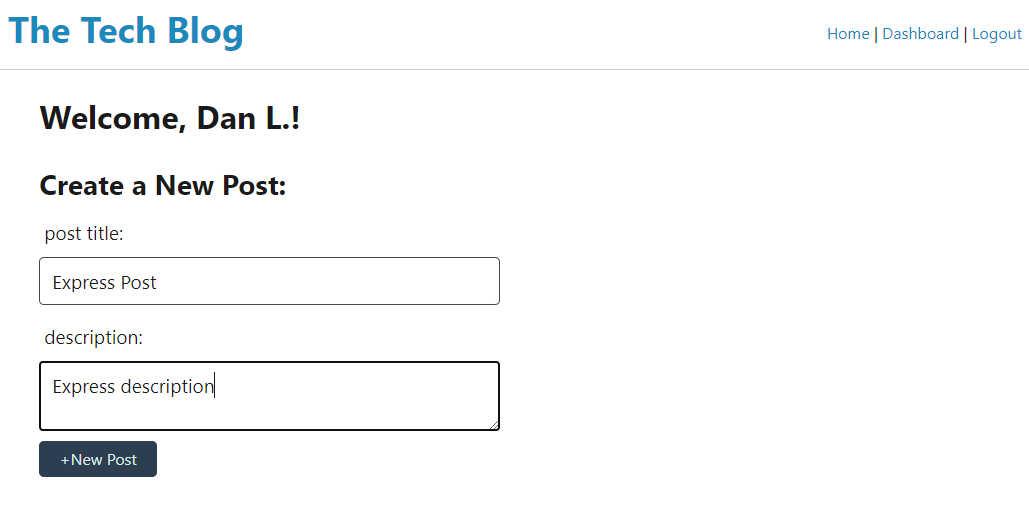 The Tech Blog
Home | Dashboard | Logout
Welcome, Dan L.!
Create a New Post:
post title:
Express Post
description:
Express description
+New Post